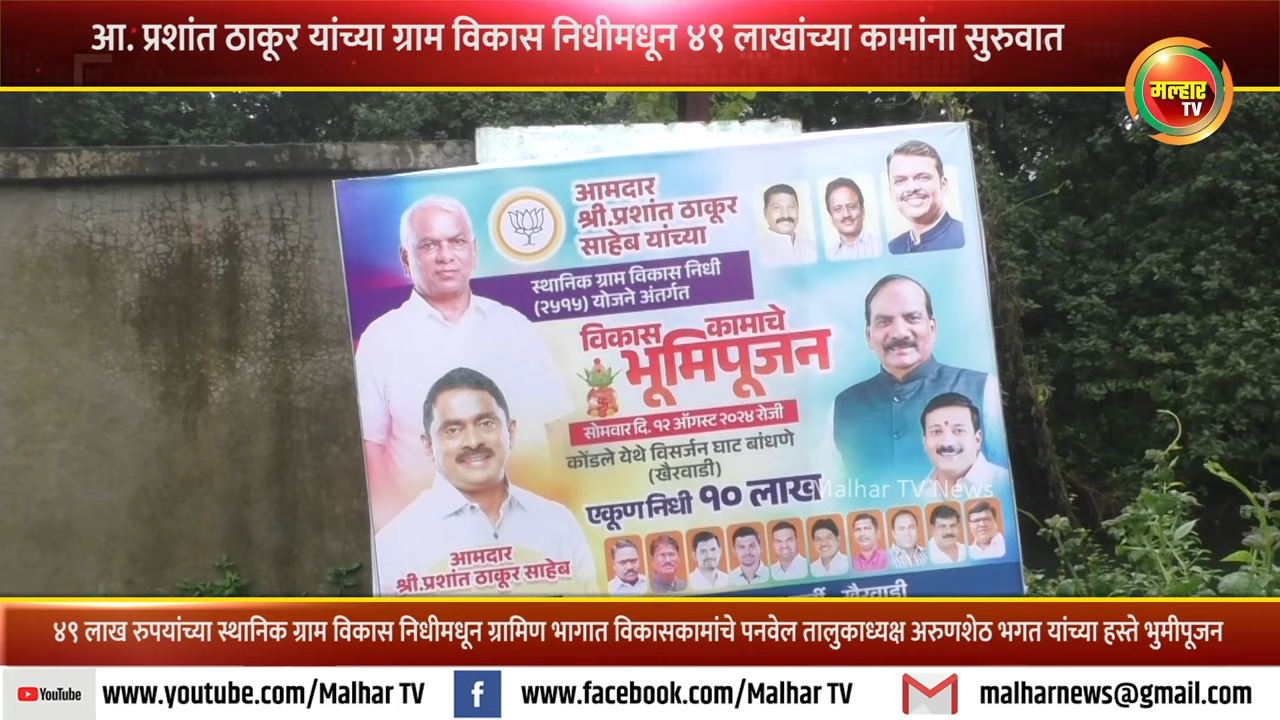 आ. प्रशांत ठाकूर यांच्या ग्राम विकास निधीमधून ४९ लाखांच्या कामांना सुरुवात
मल्हार
TV
आमदार
श्री.प्रशांत ठाकूर
साहेब यांच्या
स्थानिक ग्राम विकास निधी
(२५१५) योजने अंतर्गत
विकास कामाचे
भूमिपूजन
सोमवार दि. १२ ऑगस्ट २०२४ रोजी
कोंडले येथे विसर्जन घाट बांधणे
(खैरवाडी)
एकूण निधी १० लाख
Malhar TV News
आमदार
श्री.प्रशांत ठाकूर साहेब
खैरवाडी
४९ लाख रुपयांच्या स्थानिक ग्राम विकास निधीमधून ग्रामिण भागात विकासकामांचे पनवेल तालुकाध्यक्ष अरुणशेठ भगत यांच्या हस्ते भुमीपूजन
YouTube www.youtube.com/Malhar TV www.facebook.com/Malhar TV malharnews@gmail.com